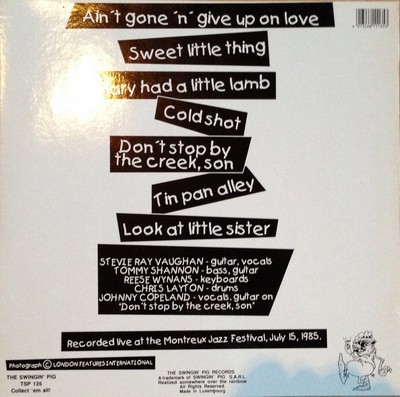 Ain´t gone ´n´ give up on love
Sweet little thing
Mary had a little lamb
Cold shot
Don´t stop by
the creek, son
Tin pan alley
Look at little sister
STEVIE RAY VAUGHAN - guitar, vocals
TOMMY SHANNON - bass, guitar
REESE WYNANS - keyboards
CHRIS LAYTON - drums
JOHNNY COPELAND - vocals, guitar on
´Don´t stop by the creek, son´
Recorded live at the Montreux Jazz Festival, July 15, 1985.
Photograph © LONDON FEATURES INTERNATIONAL
THE SWINGIN' PIG
TSP 135
Collect 'em all!
THE SWINGIN' PIG RECORDS
A trademark of SWINGIN' PIG S.A.R.L.
Realized somewhere over the rainbow
All Rights Reserved.
Made in Luxembourg